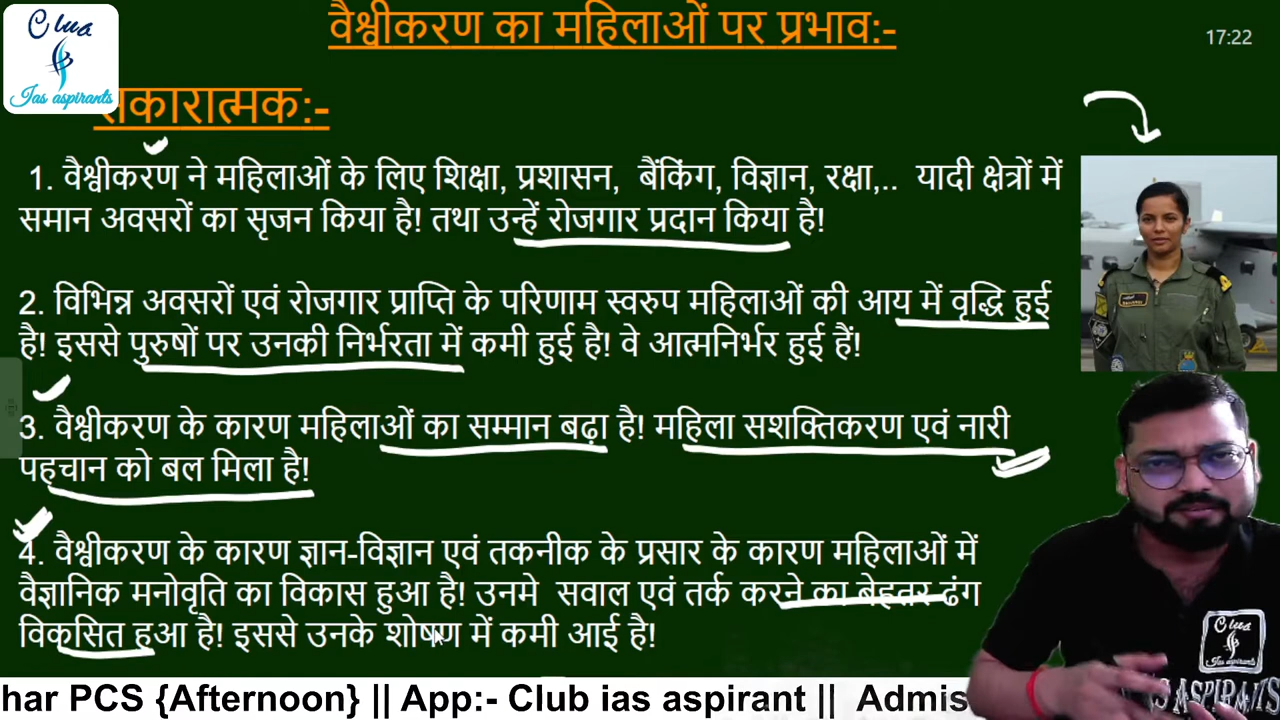 Clua
Ias aspirants
वैश्वीकरण का महिलाओं पर प्रभाव:-
17:22
कारात्मक:-
1. वैश्वीकरण ने महिलाओं के लिए शिक्षा, प्रशासन, बैंकिंग, विज्ञान, रक्षा,.. यादी क्षेत्रों में
समान अवसरों का सृजन किया है! तथा उन्हें रोजगार प्रदान किया है!
2. विभिन्न अवसरों एवं रोजगार प्राप्ति के परिणाम स्वरुप महिलाओं की आय में वृद्धि हुई
है! इससे पुरुषों पर उनकी निर्भरता में कमी हुई है! वे आत्मनिर्भर हुई हैं!
3. वैश्वीकरण के कारण महिलाओं का सम्मान बढ़ा है! महिला सशक्तिकरण एवं नारी
पहचान को बल मिला है!
4. वैश्वीकरण के कारण ज्ञान-विज्ञान एवं तकनीक के प्रसार के कारण महिलाओं में
वैज्ञानिक मनोवृति का विकास हुआ है! उनमे सवाल एवं तर्क करने का बेहतर ढंग
विकसित हुआ है! इससे उनके शोषण में कमी आई है!
Clua
har PCS {Afternoon} || App:- Club ias aspirant || Admis